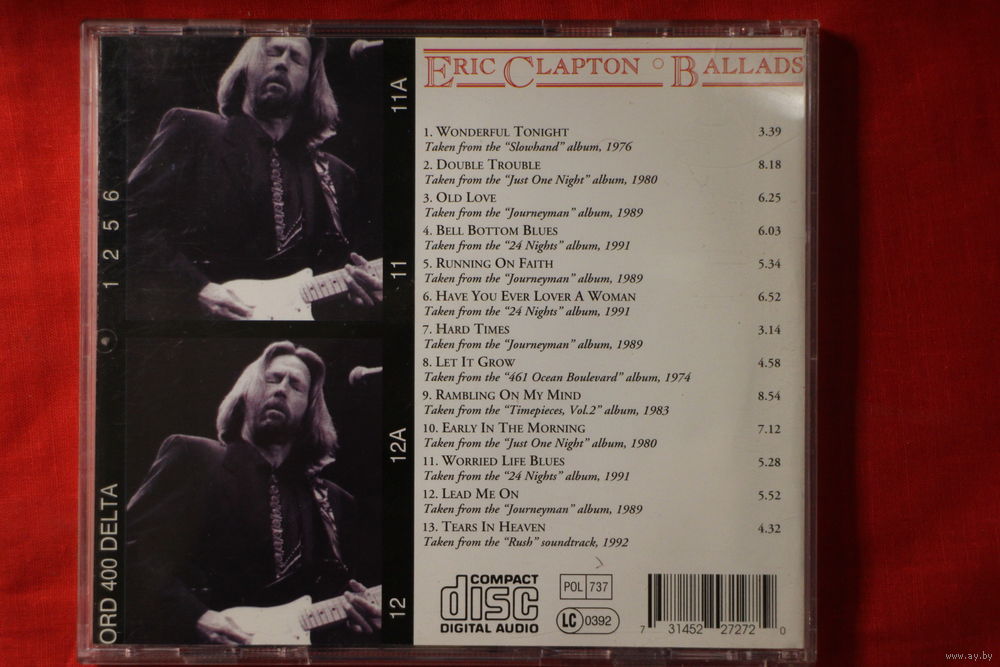 ERIC CLAPTON ° BALLADS
1. WONDERFUL TONIGHT 3.39
Taken from the "Slowhand" album, 1976
2. DOUBLE TROUBLE 8.18
Taken from the "Just One Night" album, 1980
3. OLD LOVE 6.25
Taken from the "Journeyman" album, 1989
4. BELL BOTTOM BLUES 6.03
Taken from the "24 Nights" album, 1991
5. RUNNING ON FAITH 5.34
Taken from the "Journeyman" album, 1989
6. HAVE YOU EVER LOVER A WOMAN 6.52
Taken from the "24 Nights" album, 1991
7. HARD TIMES 3.14
Taken from the "Journeyman" album, 1989
8. LET IT GROW 4.58
Taken from the "461 Ocean Boulevard" album, 1974
9. RAMBLING ON MY MIND 8.54
Taken from the "Timepieces, Vol.2" album, 1983
10. EARLY IN THE MORNING 7.12
Taken from the "Just One Night" album, 1980
11. WORRIED LIFE BLUES 5.28
Taken from the "24 Nights" album, 1991
12. LEAD ME ON 5.52
Taken from the "Journeyman" album, 1989
13. TEARS IN HEAVEN 4.32
Taken from the "Rush" soundtrack, 1992
COMPACT
disc
DIGITAL AUDIO
POL 737
LC 0392
7 31452 27272 0
ORD 400 DELTA
1 2 5 6
11A
11
12A
12
www.ay.by